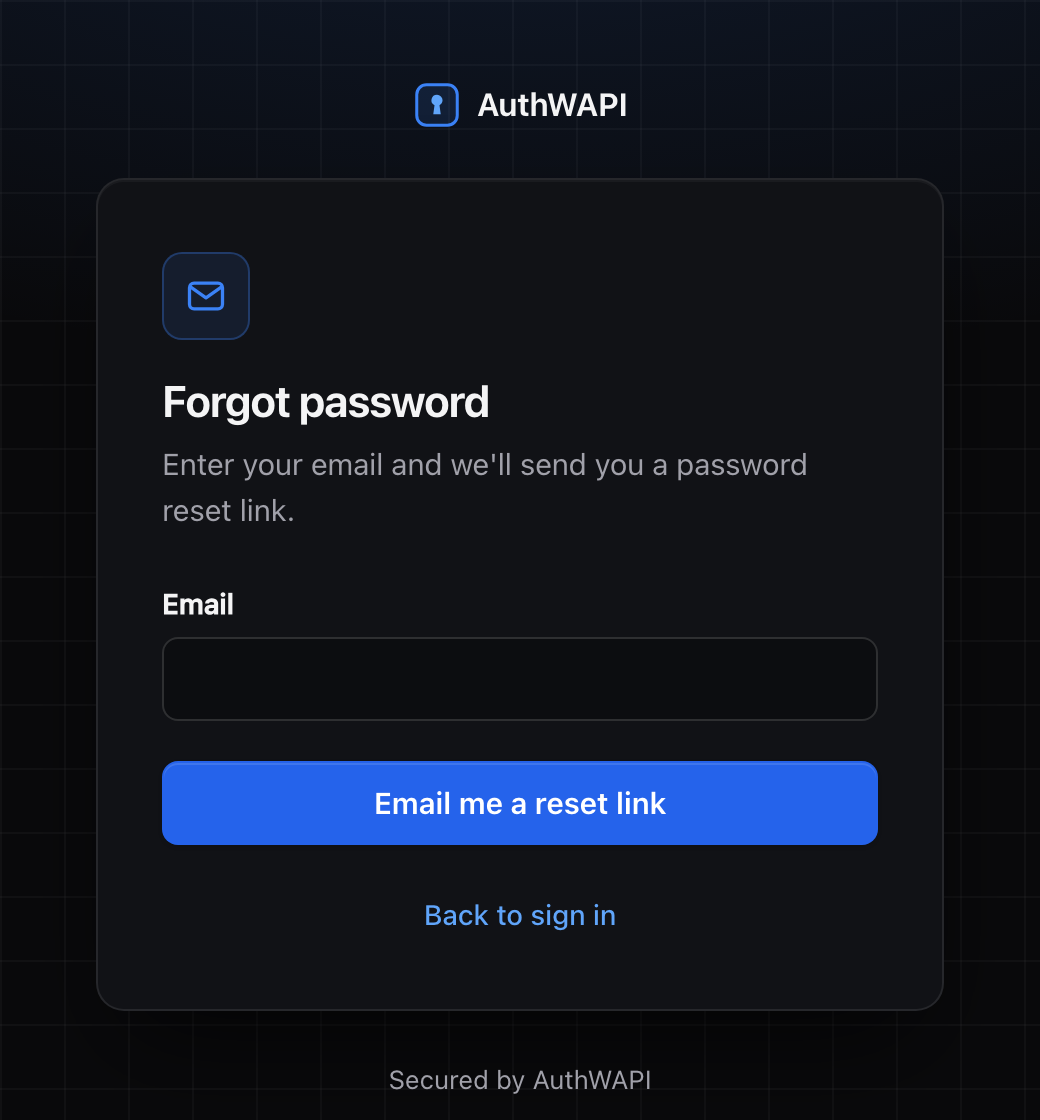 AuthWAPI
Forgot password
Enter your email and we'll send you a password
reset link.
Email
Email me a reset link
Back to sign in
Secured by AuthWAPI